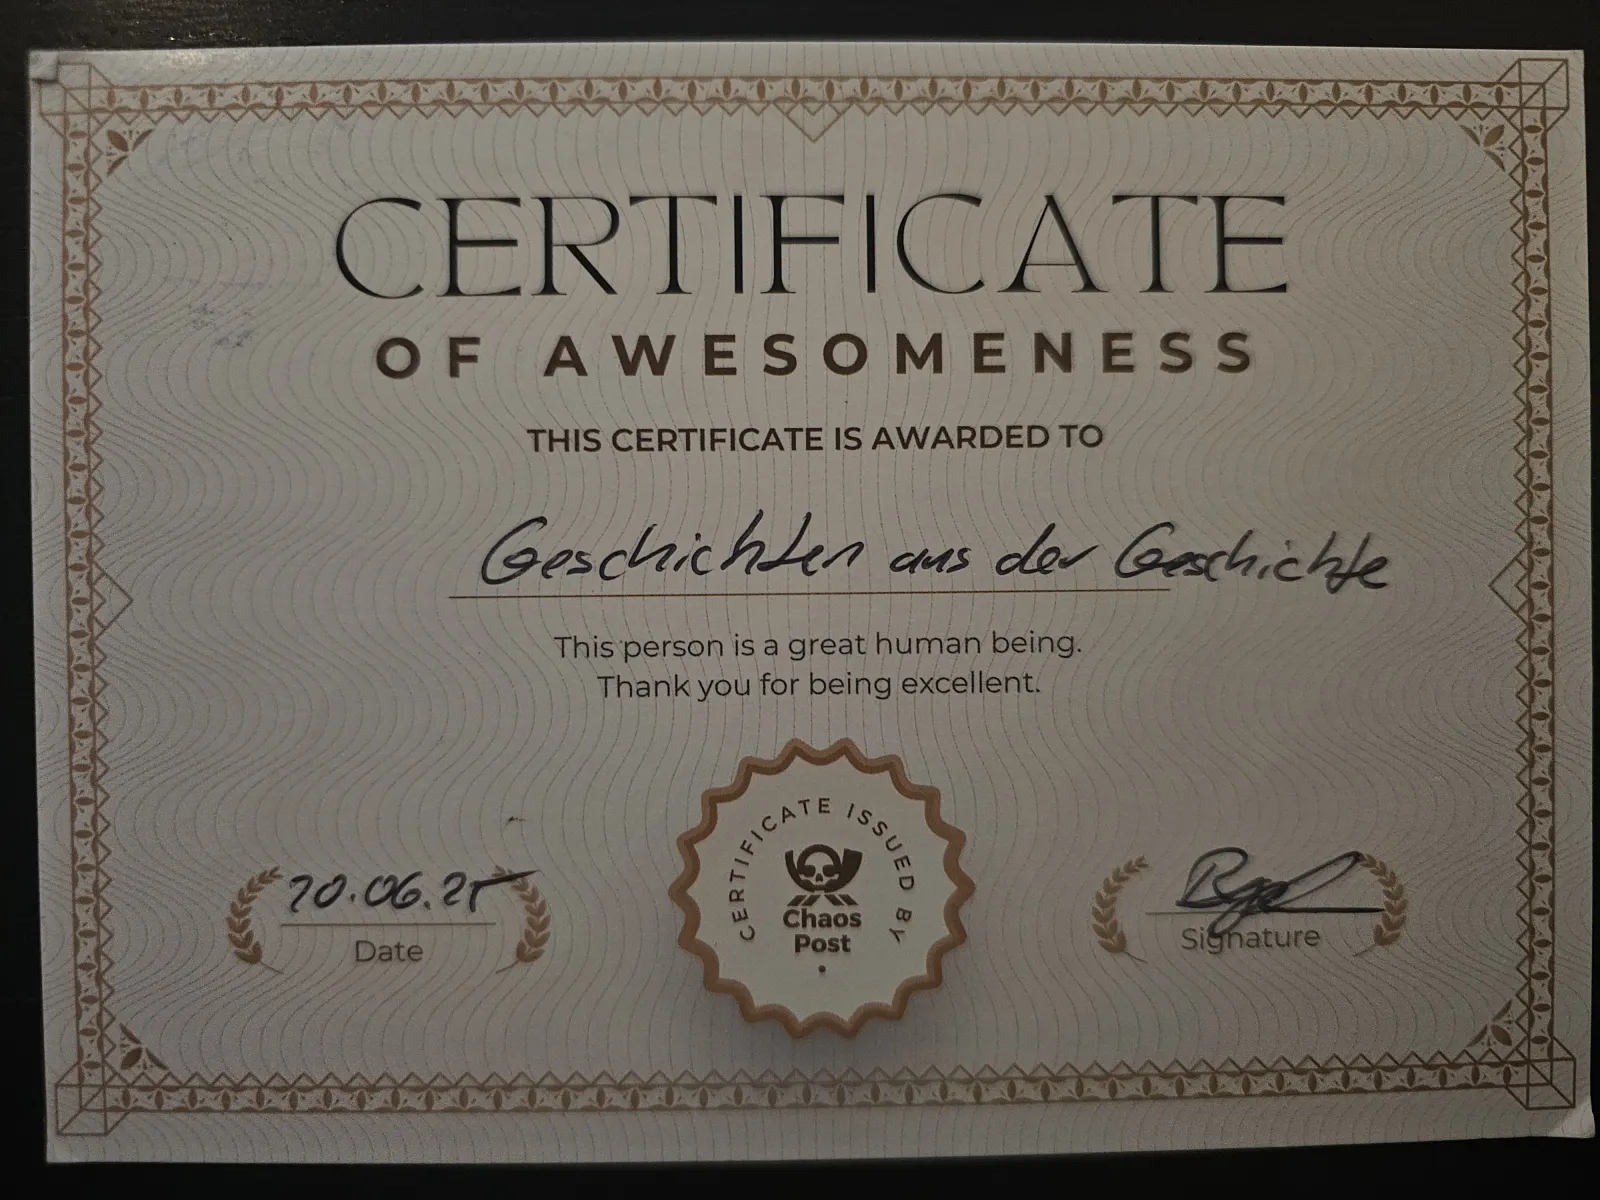 CERTIFICATE
OF AWESOMENESS
THIS CERTIFICATE IS AWARDED TO
Geschichten aus der Geschichte
This person is a great human being.
Thank you for being excellent.
CERTIFICATE ISSUED BY
Chaos
Post
20.06.25
Date
Signature